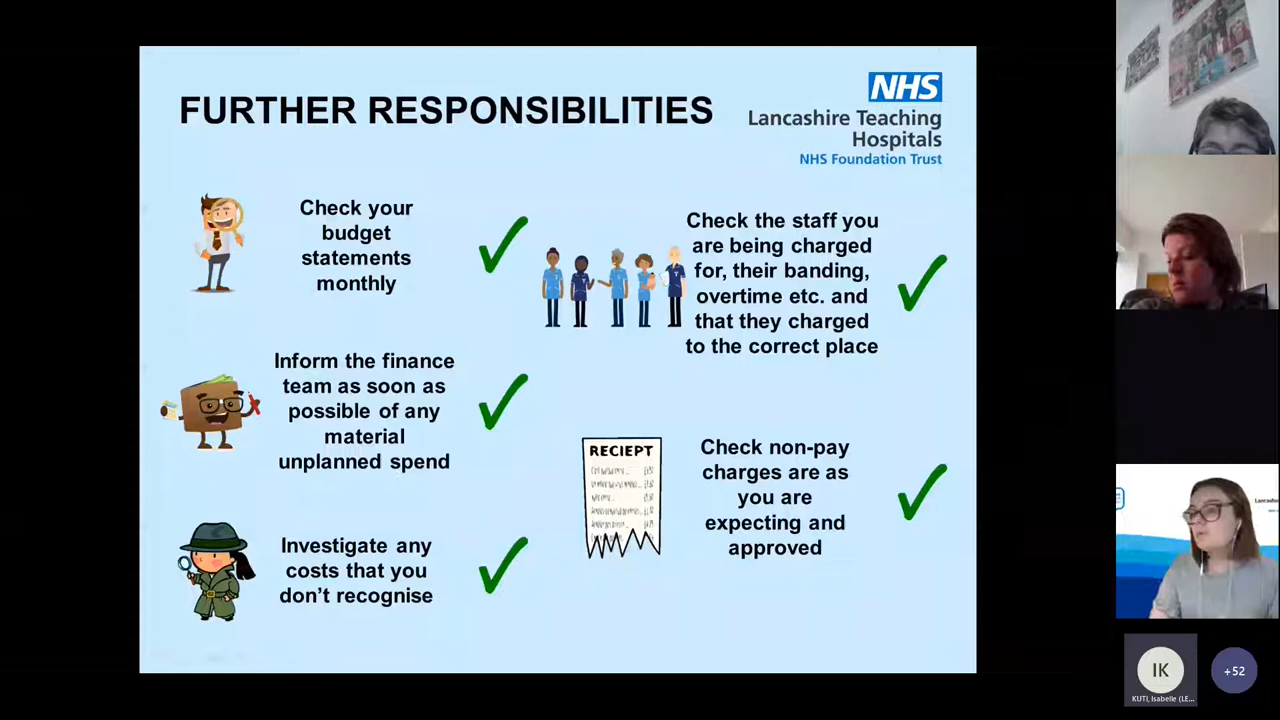 FURTHER RESPONSIBILITIES
NHS
Lancashire Teaching
Hospitals
NHS Foundation Trust
Check your
budget
statements
monthly
Check the staff you
are being charged
for, their banding,
overtime etc. and
that they charged
to the correct place
Inform the finance
team as soon as
possible of any
material
unplanned spend
RECIEPT
Check non-pay
charges are as
you are
expecting and
approved
Investigate any
costs that you
don't recognise
IK
+52
KUTI, Isabelle (LE...